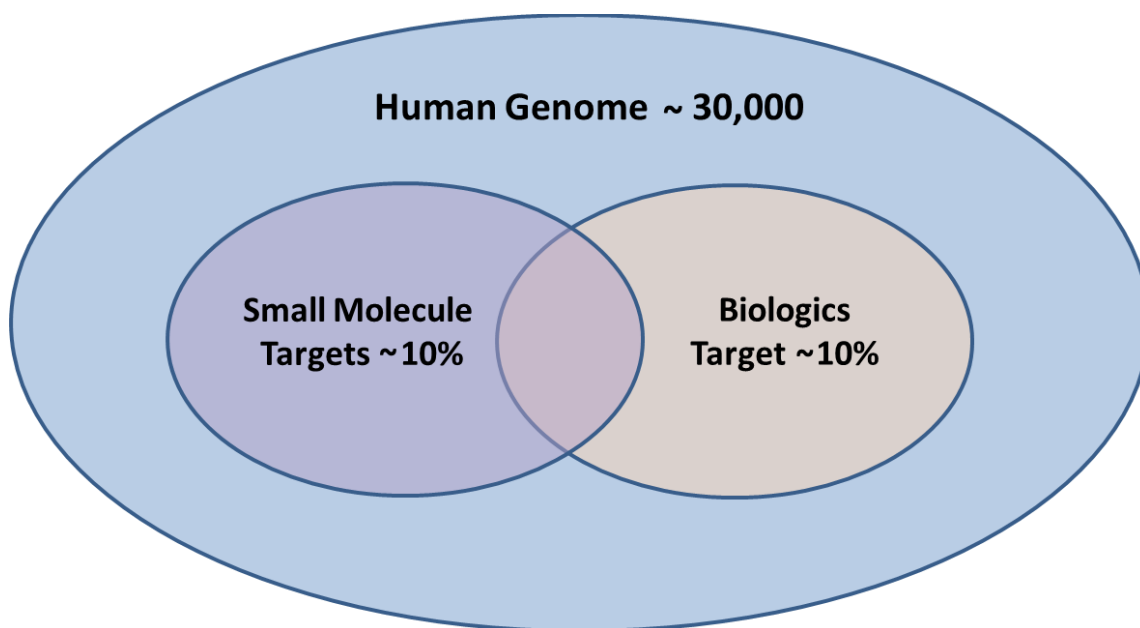 Human Genome ~ 30,000
Small Molecule
Targets ~10%
Biologics
Target ~10%